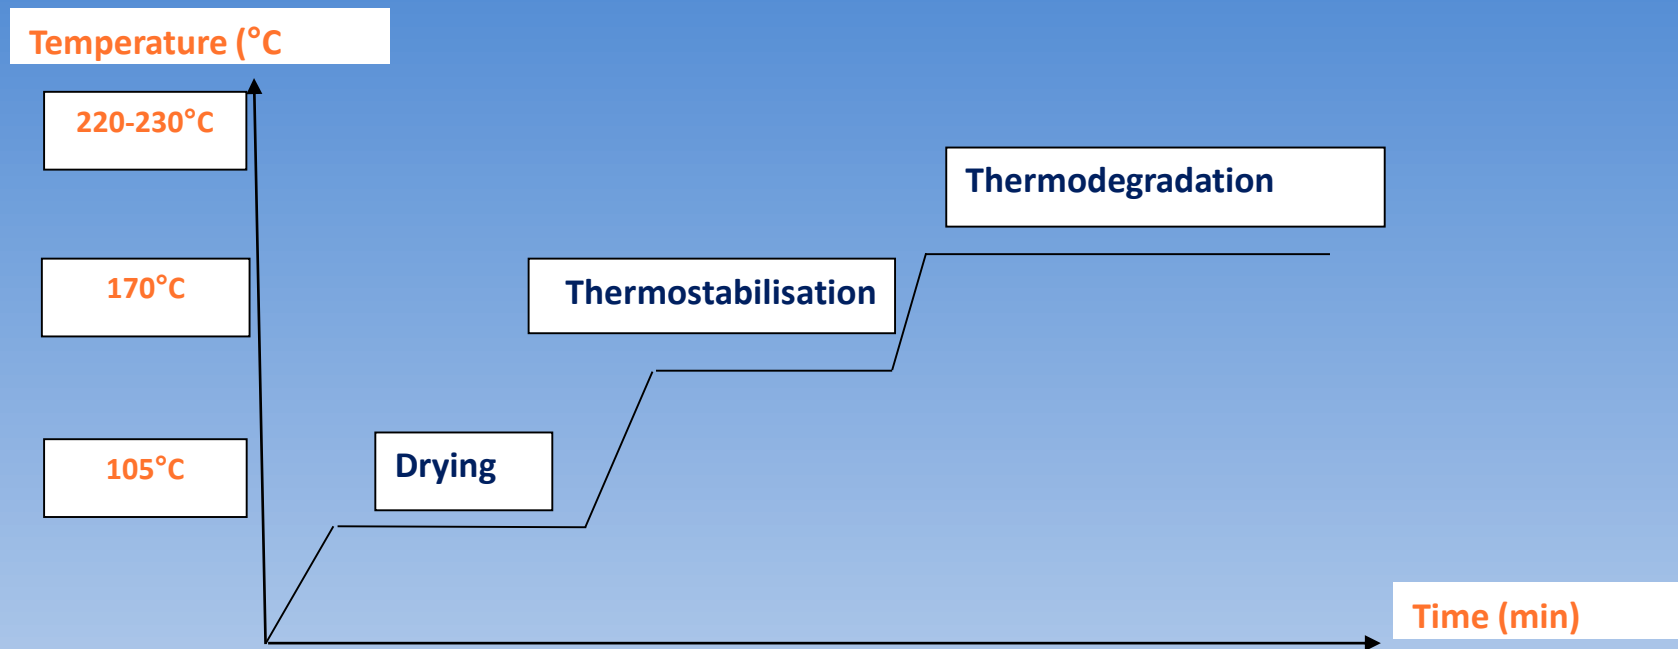 Temperature (°C
220-230°C
Thermodegradation
170°C
Thermostabilisation
105°C
Drying
Time (min)